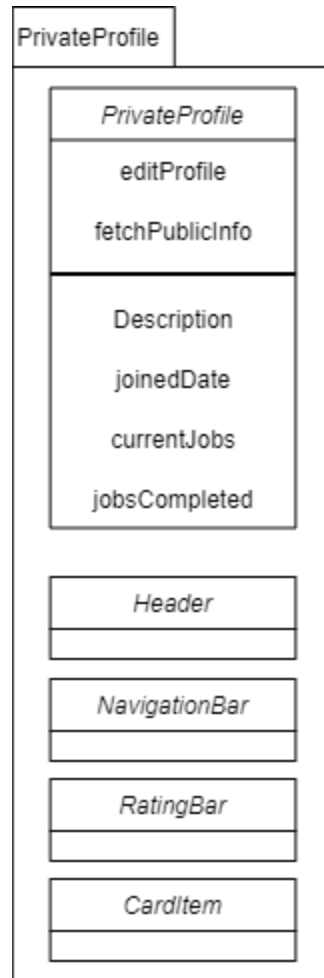 PrivateProfile
PrivateProfile
editProfile
fetchPublicInfo
Description
joinedDate
currentJobs
jobsCompleted
Header
NavigationBar
RatingBar
CardItem